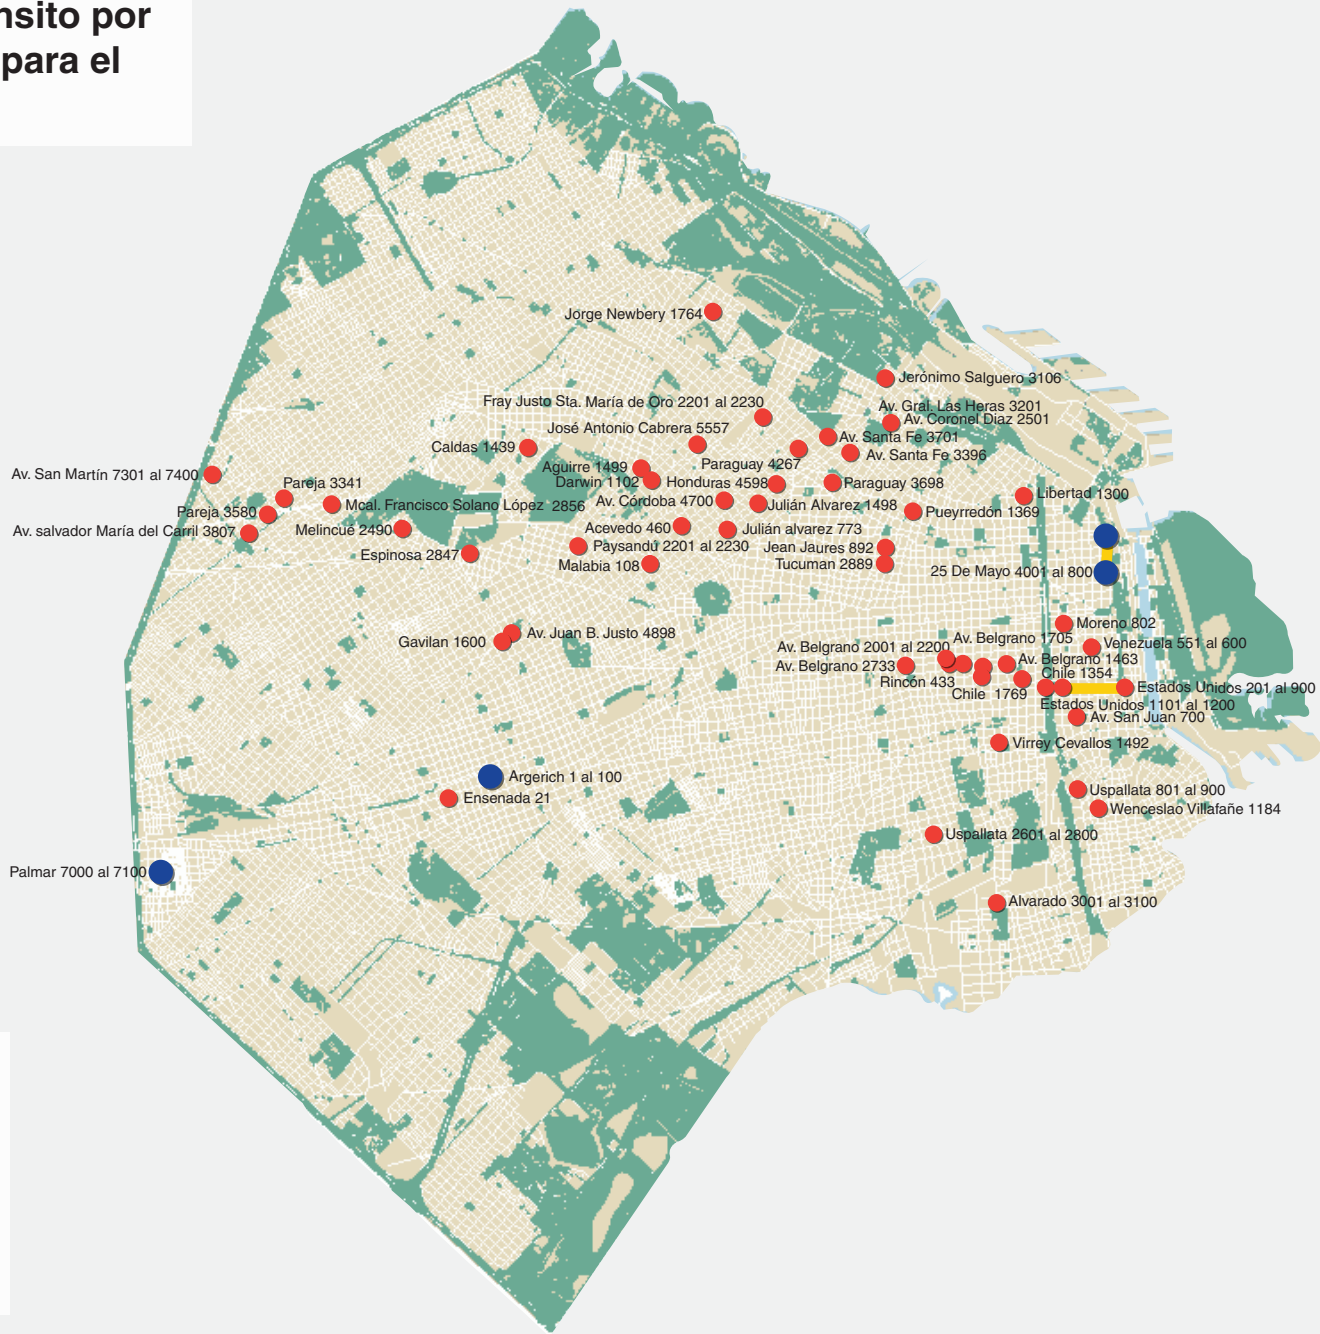 nsito por
para el
Jorge Newbery 1764
Jerónimo Salguero 3106
Fray Justo Sta. María de Oro 2201 al 2230
Av. Gral. Las Heras 3201
Av. Coronel Diaz 2501
José Antonio Cabrera 5557
Av. Santa Fe 3701
Caldas 1439
Av. Santa Fe 3396
Aguirre 1499
Paraguay 4267
Av. San Martín 7301 al 7400
Darwin 1102
Honduras 4598
Paraguay 3698
Pareja 3341
Libertad 1300
Av. Córdoba 4700
Julián Alvarez 1498
Mcal. Francisco Solano López 2856
Pareja 3580
Pueyrredón 1369
Av. salvador María del Carril 3807
Melincué 2490
Acevedo 460
Julián alvarez 773
Paysandú 2201 al 2230
Jean Jaures 892
Espinosa 2847
Malabia 108
Tucuman 2889
25 De Mayo 4001 al 800
Moreno 802
Av. Juan B. Justo 4898
Gavilan 1600
Av. Belgrano 1705
Venezuela 551 al 600
Av. Belgrano 2001 al 2200
Av. Belgrano 1463
Av. Belgrano 2733
Chile 1354
Rincón 433
Estados Unidos 201 al 900
Chile 1769
Estados Unidos 1101 al 1200
Av. San Juan 700
Virrey Cevallos 1492
Argerich 1 al 100
Uspallata 801 al 900
Ensenada 21
Wenceslao Villafañe 1184
Uspallata 2601 al 2800
Palmar 7000 al 7100
Alvarado 3001 al 3100